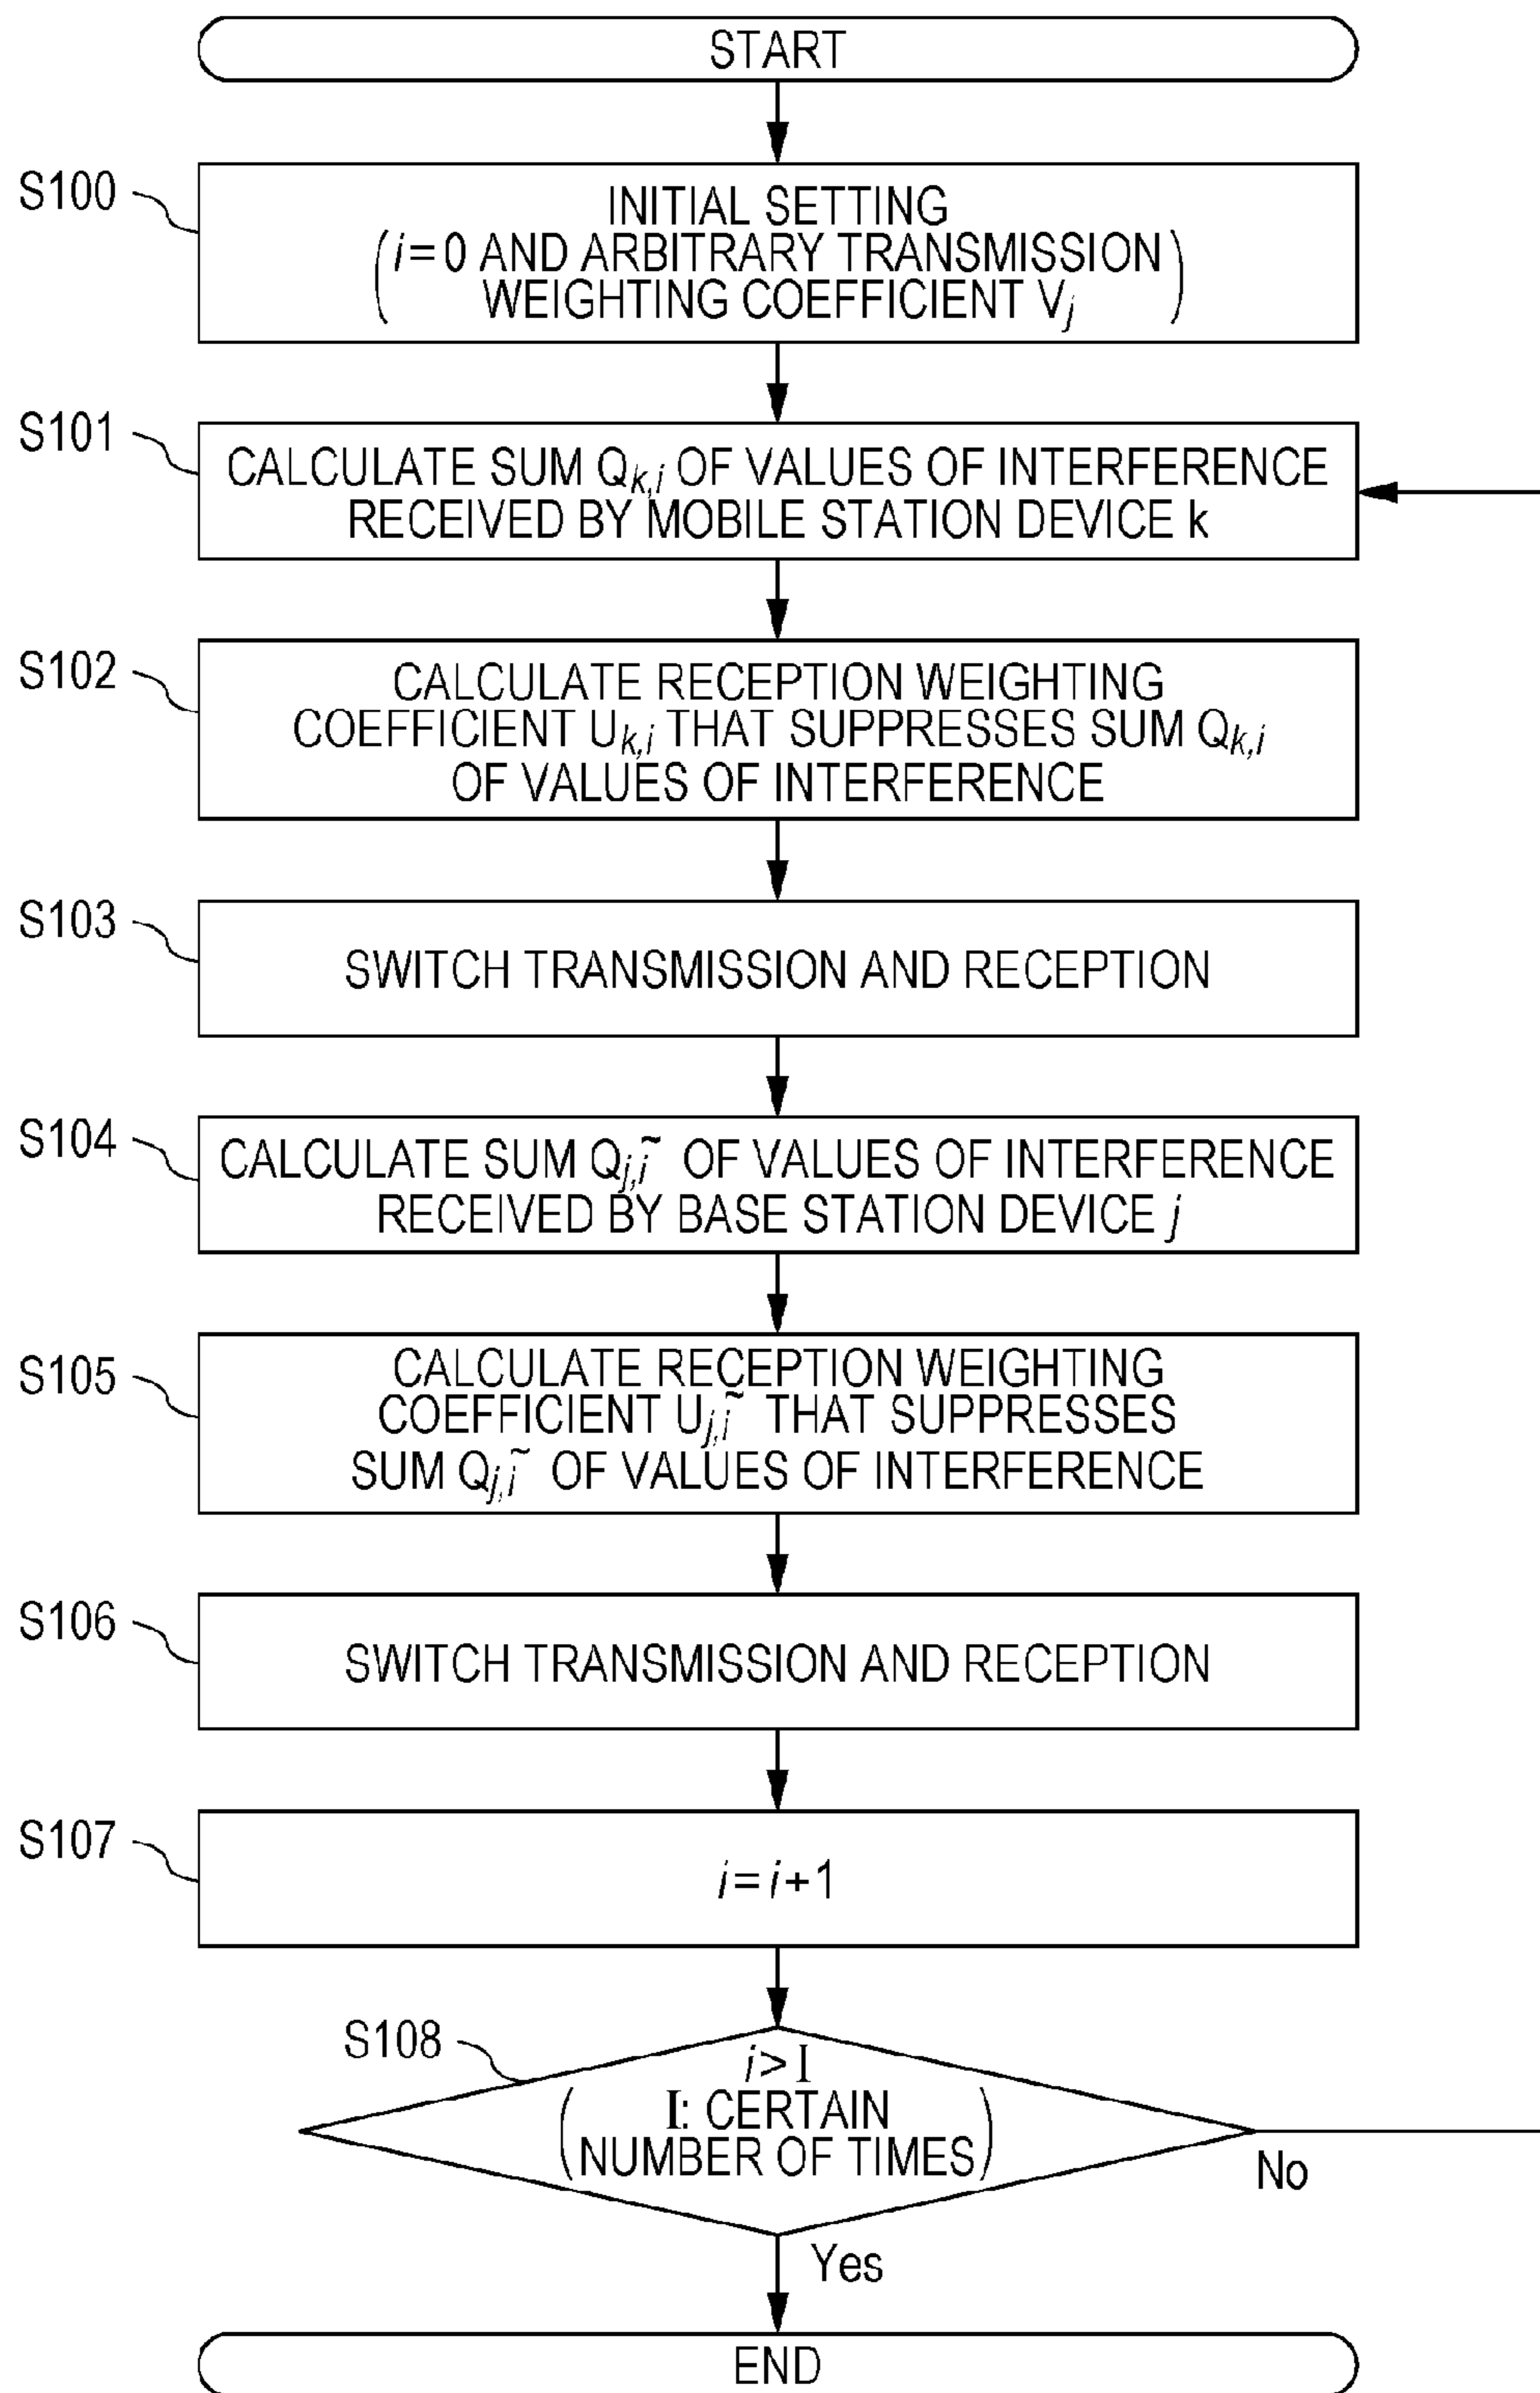 START
S100
INITIAL SETTING
(i=0 AND ARBITRARY TRANSMISSION
WEIGHTING COEFFICIENT Vj)
S101
CALCULATE SUM Qk,i OF VALUES OF INTERFERENCE
RECEIVED BY MOBILE STATION DEVICE k
S102
CALCULATE RECEPTION WEIGHTING
COEFFICIENT Uk,i THAT SUPPRESSES SUM Qk,i
OF VALUES OF INTERFERENCE
S103
SWITCH TRANSMISSION AND RECEPTION
S104
CALCULATE SUM Qj,i~ OF VALUES OF INTERFERENCE
RECEIVED BY BASE STATION DEVICE j
S105
CALCULATE RECEPTION WEIGHTING
COEFFICIENT Uj,i~ THAT SUPPRESSES
SUM Qj,i~ OF VALUES OF INTERFERENCE
S106
SWITCH TRANSMISSION AND RECEPTION
S107
i=i+1
S108
i>I
(I: CERTAIN
NUMBER OF TIMES)
No
Yes
END